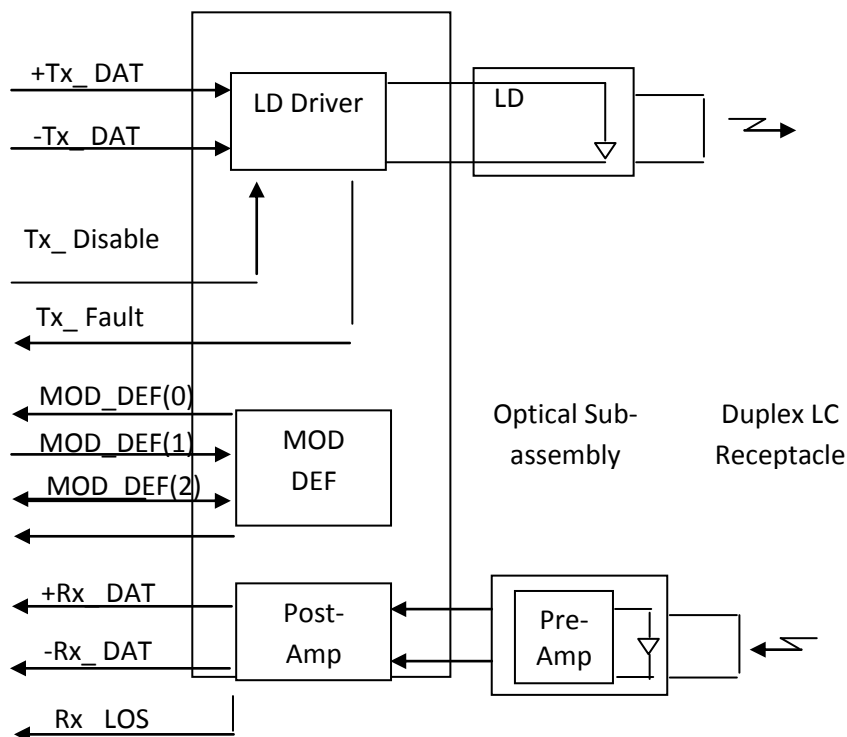 +Tx_ DAT
LD Driver
LD
-Tx_ DAT
Tx_ Disable
Tx_ Fault
MOD_DEF(0)
MOD_DEF(1)
MOD_DEF(2)
MOD
DEF
Optical Sub-
assembly
Duplex LC
Receptacle
+Rx_ DAT
-Rx_ DAT
Post-
Amp
Pre-
Amp
Rx_ LOS